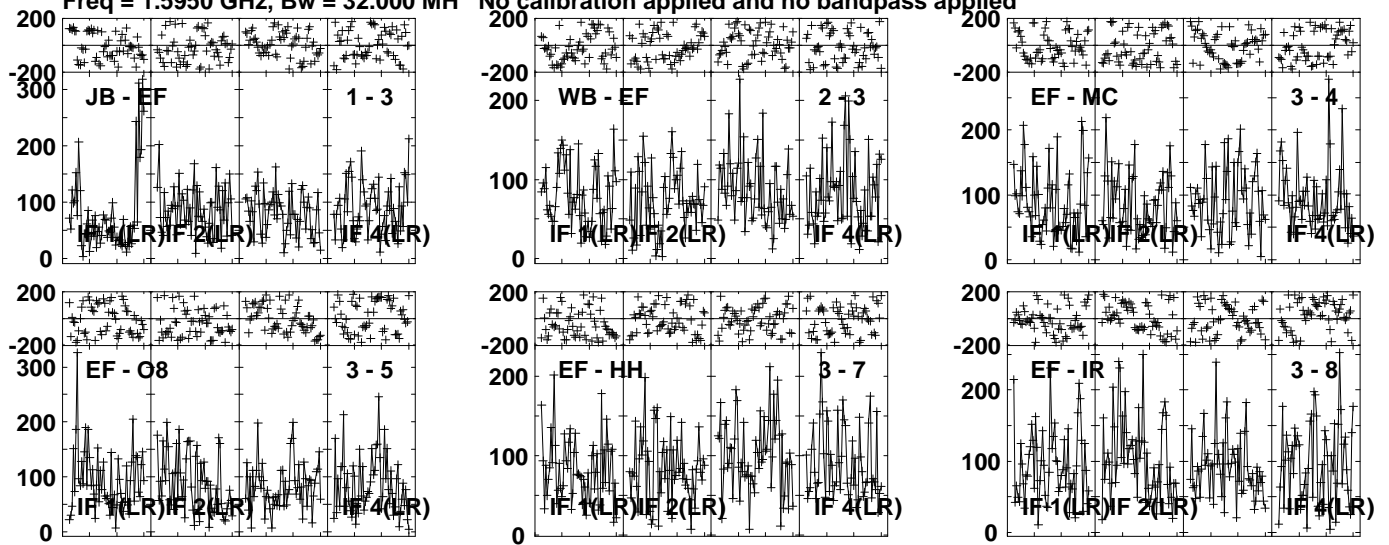 Freq = 1.5950 GHz, Bw = 32.000 MH No calibration applied and no bandpass applied
200
-200
JB - EF 1 - 3
300
200
100
0
IF 1(LR) IF 2(LR) IF 4(LR)
200
-200
WB - EF 2 - 3
200
100
0
IF 1(LR) IF 2(LR) IF 4(LR)
200
-200
EF - MC 3 - 4
200
100
0
IF 1(LR) IF 2(LR) IF 4(LR)
200
-200
EF - O8 3 - 5
300
200
100
0
IF 1(LR) IF 2(LR) IF 4(LR)
200
-200
EF - HH 3 - 7
200
100
0
IF 1(LR) IF 2(LR) IF 4(LR)
200
-200
EF - IR 3 - 8
200
100
0
IF 1(LR) IF 2(LR) IF 4(LR)